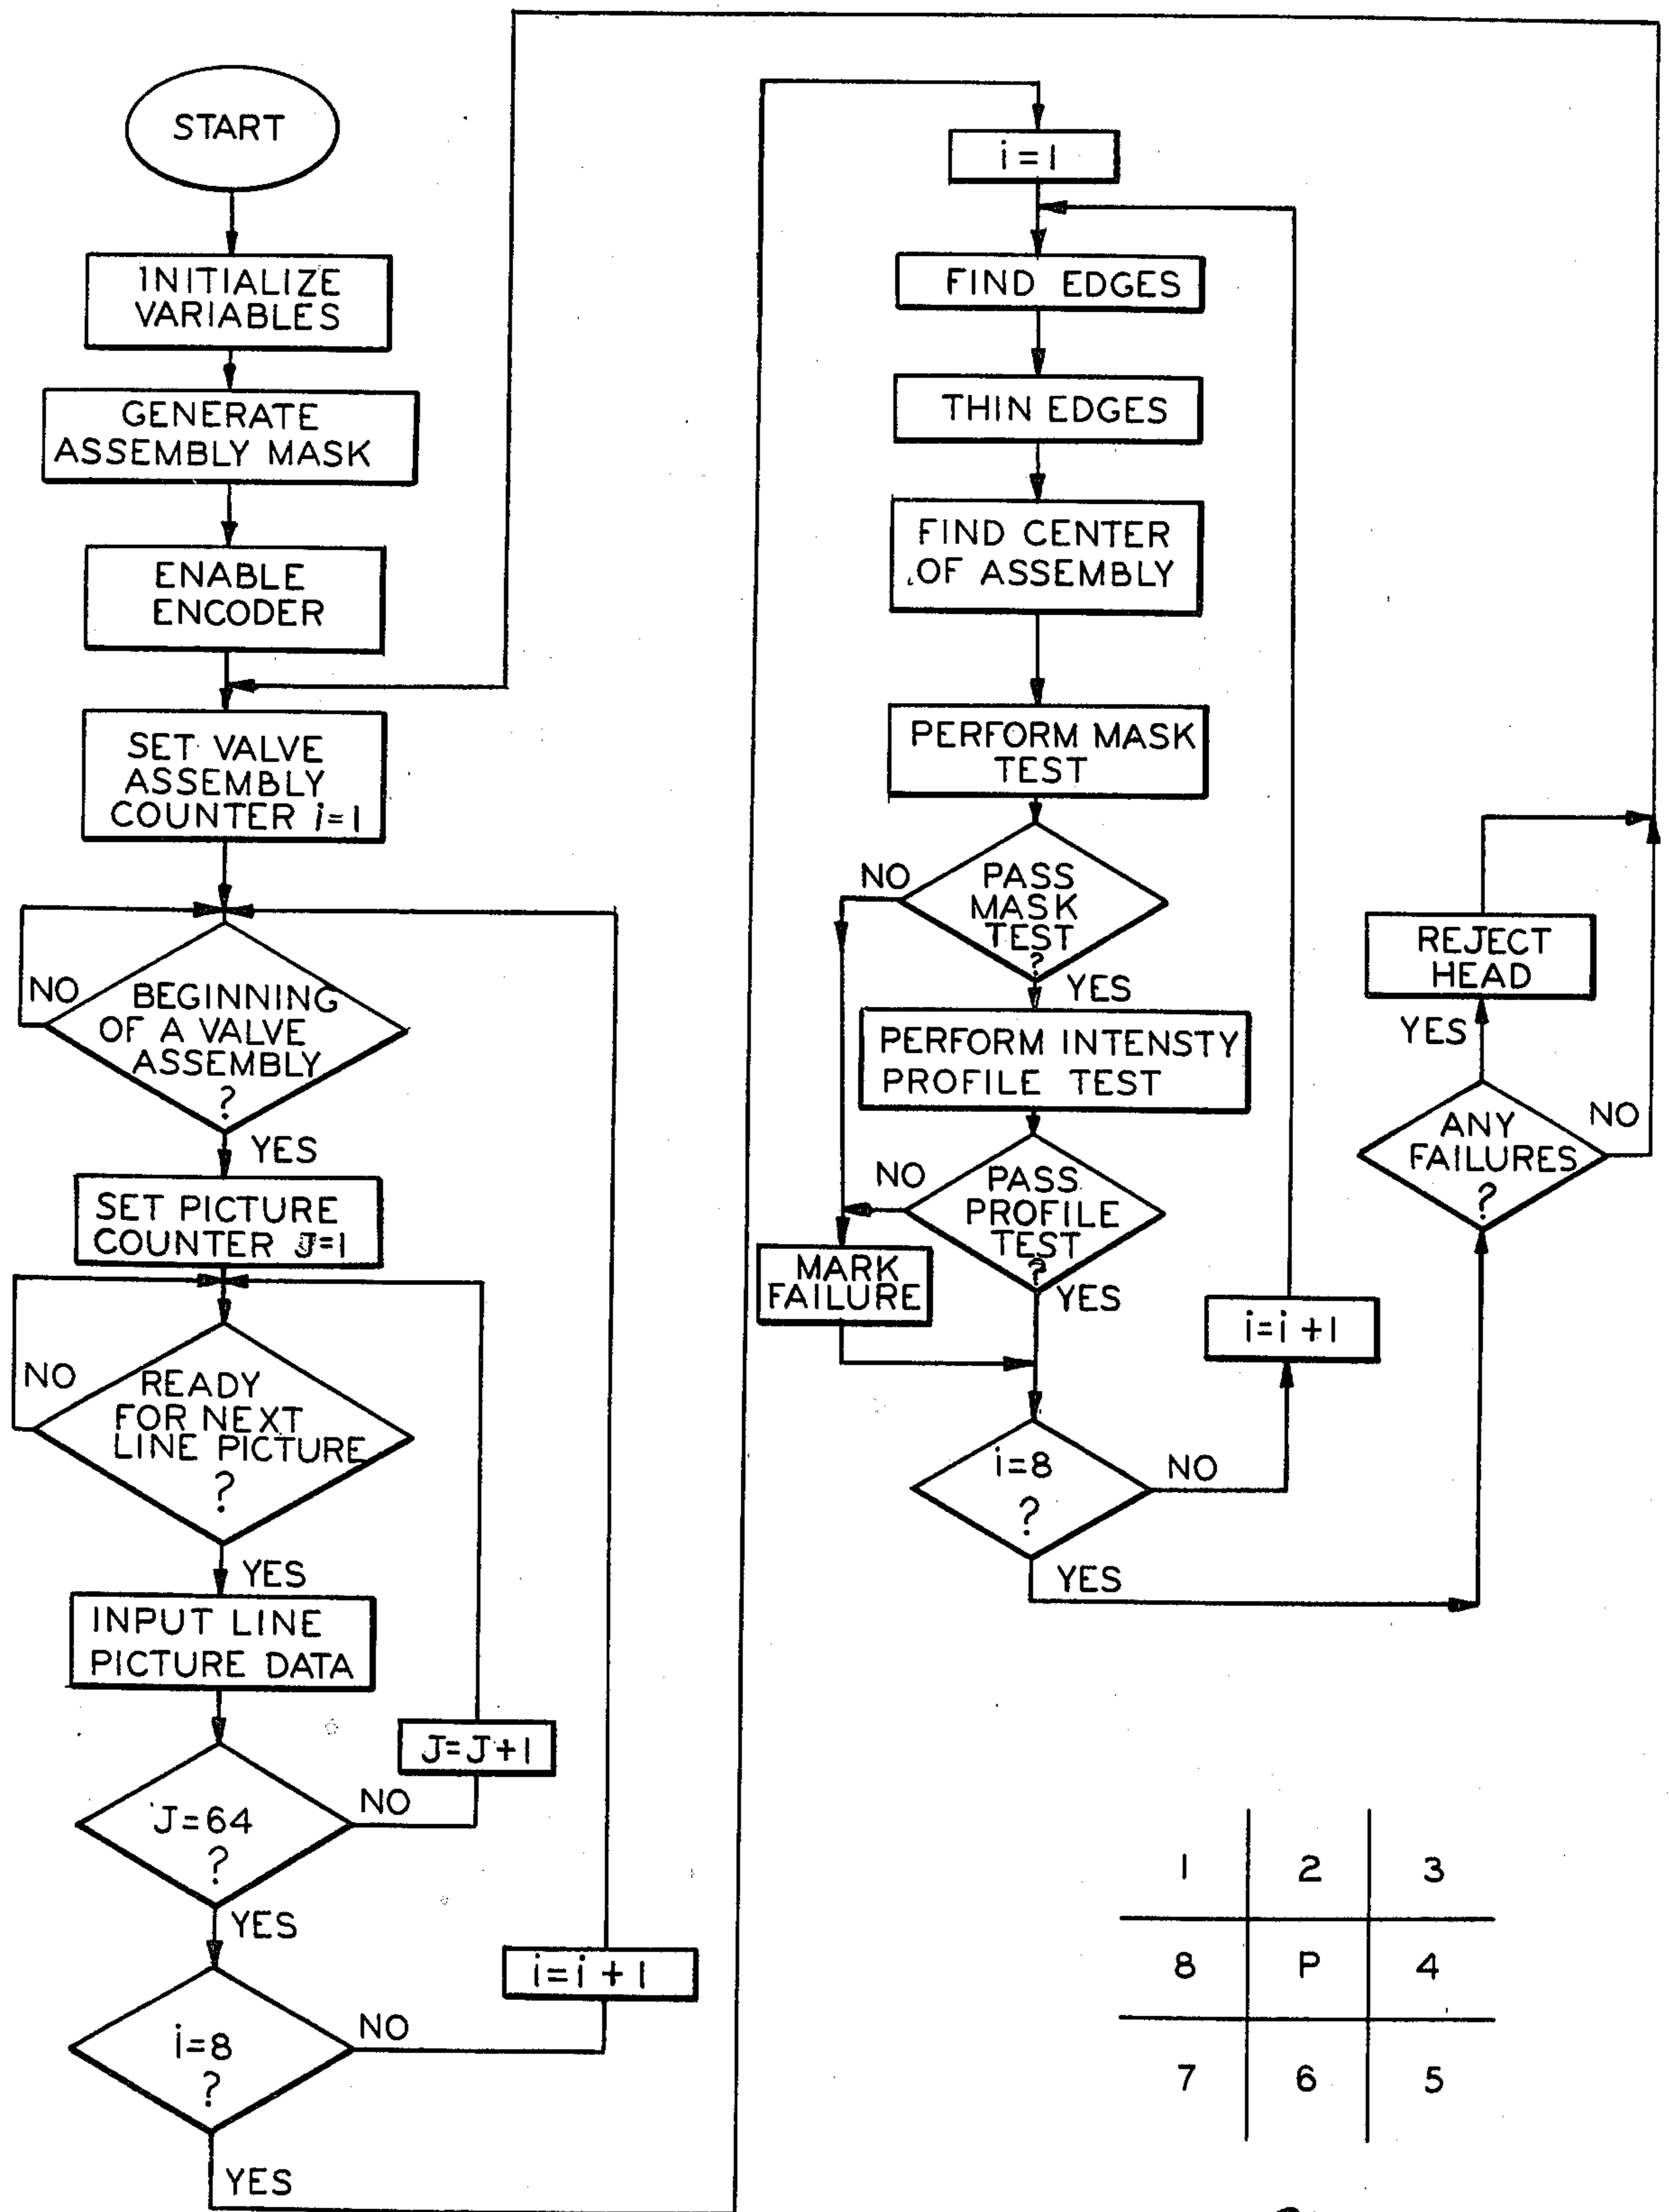 START
INITIALIZE
VARIABLES
GENERATE
ASSEMBLY MASK
ENABLE
ENCODER
SET VALVE
ASSEMBLY
COUNTER i=1
BEGINNING
OF A VALVE
ASSEMBLY
?
NO
YES
SET PICTURE
COUNTER J=1
READY
FOR NEXT
LINE PICTURE
?
NO
YES
INPUT LINE
PICTURE DATA
J=64
?
NO
J=J+1
YES
i=8
?
NO
i=i+1
YES
i=1
FIND EDGES
THIN EDGES
FIND CENTER
OF ASSEMBLY
PERFORM MASK
TEST
PASS
MASK
TEST
?
NO
YES
PERFORM INTENSTY
PROFILE TEST
PASS
PROFILE
TEST
?
NO
YES
MARK
FAILURE
i=8
?
NO
i=i+1
YES
ANY
FAILURES
?
YES
NO
REJECT
HEAD
1 2 3
8 P 4
7 6 5